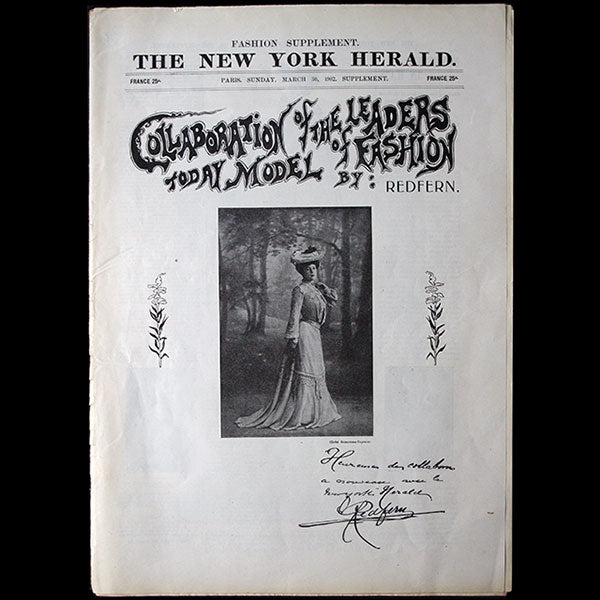 FASHION SUPPLEMENT.
THE NEW YORK HERALD.
FRANCE 25c. PARIS, SUNDAY, MARCH 30, 1902. SUPPLEMENT. FRANCE 25c.
COLLABORATION OF THE LEADERS
TODAY MODEL OF FASHION
BY: REDFERN.
Heureux de collaborer
a nouveau avec le
New York Herald
Redfern